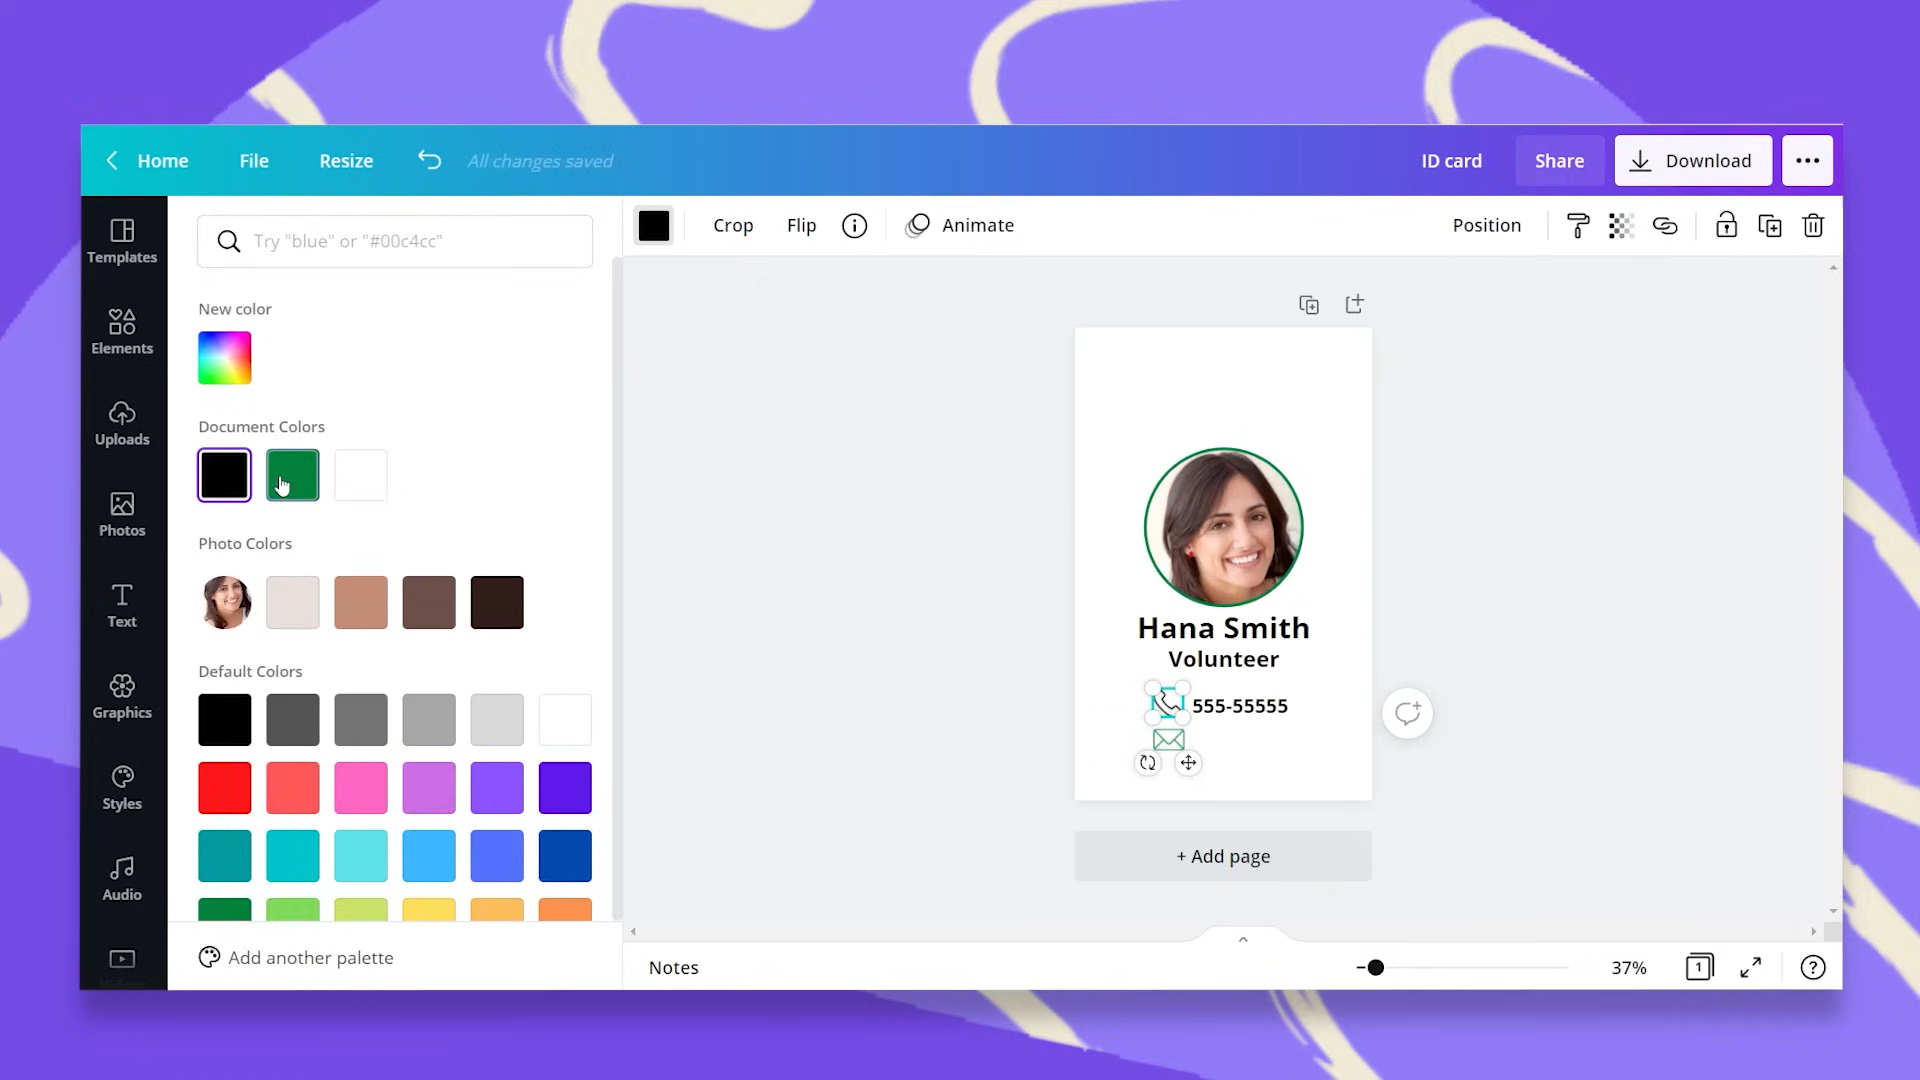 Home
File
Resize
All changes saved
ID card
Share
Download
Templates
Elements
Uploads
Photos
Text
Graphics
Styles
Audio
Try "blue" or "#00c4cc"
New color
Document Colors
Photo Colors
Default Colors
Add another palette
Crop
Flip
Animate
Position
Hana Smith
Volunteer
555-55555
+ Add page
Notes
37%
1